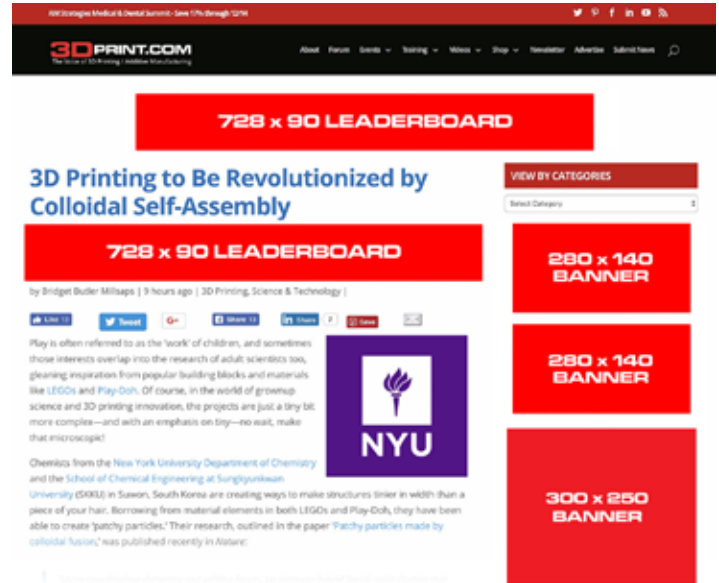 AM Strategies Medical & Dental Summit - Save 17% through 12/14
3DPRINT.COM
The Voice of 3D Printing / Additive Manufacturing
About Forum Events Training Videos Shop Newsletter Advertise Submit News
728 x 90 LEADERBOARD
3D Printing to Be Revolutionized by
Colloidal Self-Assembly
VIEW BY CATEGORIES
Select Category
728 x 90 LEADERBOARD
280 x 140
BANNER
by Bridget Butler Millsaps | 9 hours ago | 3D Printing, Science & Technology |
Like 13 Tweet G+ Share 13 in Share Save
Play is often referred to as the 'work' of children, and sometimes
those interests overlap into the research of adult scientists too,
gleaning inspiration from popular building blocks and materials
like LEGOs and Play-Doh. Of course, in the world of grownup
science and 3D printing innovation, the projects are just a tiny bit
more complex—and with an emphasis on tiny—no wait, make
that microscopic!
NYU
280 x 140
BANNER
Chemists from the New York University Department of Chemistry
and the School of Chemical Engineering at Sungkyunkwan
University (SKKU) in Suwon, South Korea are creating ways to make structures tinier in width than a
piece of your hair. Borrowing from material elements in both LEGOs and Play-Doh, they have been
able to create 'patchy particles.' Their research, outlined in the paper 'Patchy particles made by
colloidal fusion,' was published recently in Nature:
300 x 250
BANNER